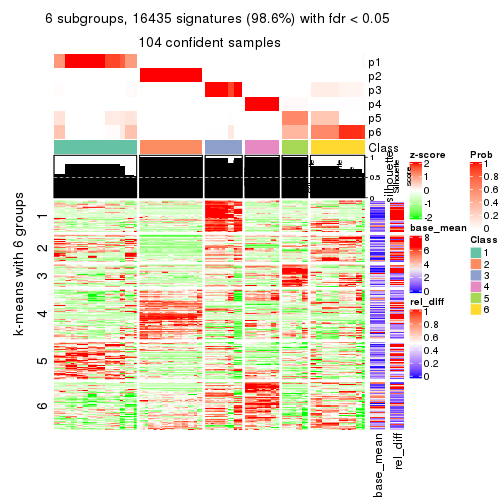 6 subgroups, 16435 signatures (98.6%) with fdr < 0.05
104 confident samples
p1
p2
p3
p4
p5
p6
Class
1
0.5
0
silhouette
Silhouette
score
k-means with 6 groups
1
2
3
4
5
6
base_mean
rel_diff
z-score
2
1
0
-1
-2
base_mean
8
6
4
2
0
rel_diff
1
0.8
0.6
0.4
0.2
0
Prob
1
0.8
0.6
0.4
0.2
0
Class
1
2
3
4
5
6